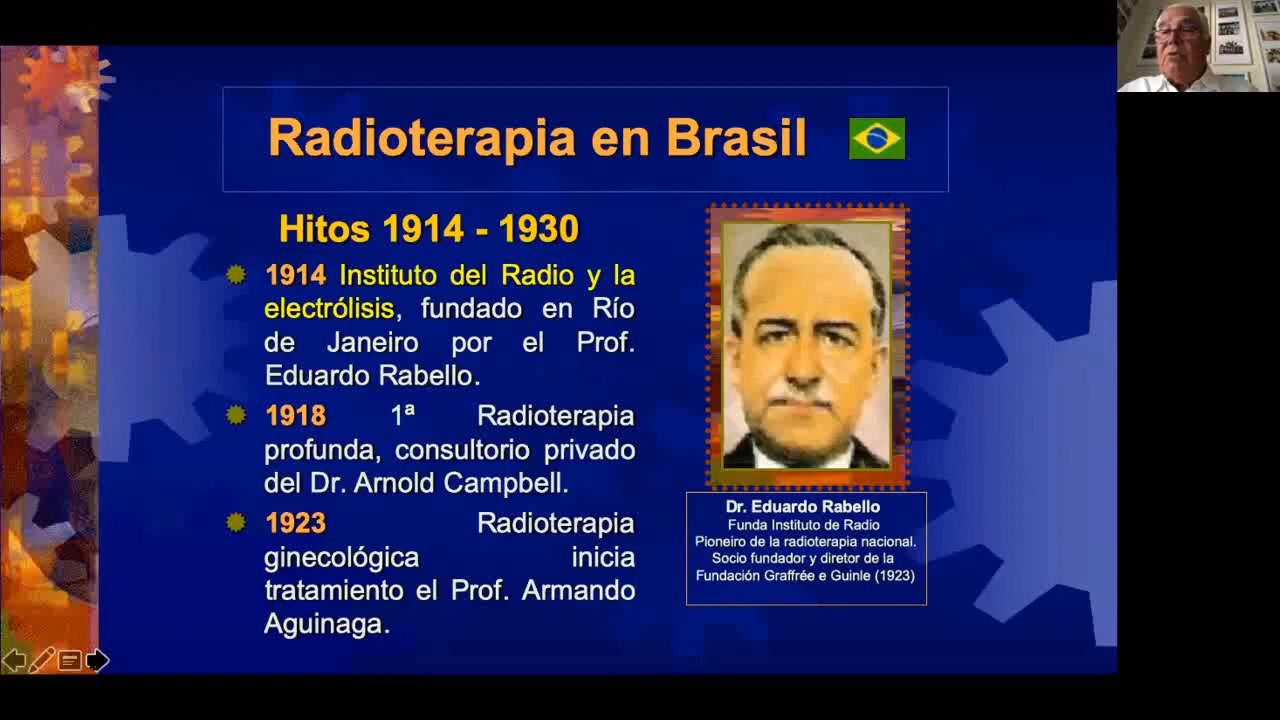 Radioterapia en Brasil
Hitos 1914 - 1930
1914 Instituto del Radio y la
electrólisis, fundado en Río
de Janeiro por el Prof.
Eduardo Rabello.
1918 1ª Radioterapia
profunda, consultorio privado
del Dr. Arnold Campbell.
1923 Radioterapia
ginecológica inicia
tratamiento el Prof. Armando
Aguinaga.
Dr. Eduardo Rabello
Funda Instituto de Radio
Pioneiro de la radioterapia nacional.
Socio fundador y diretor de la
Fundación Graffrée e Guinle (1923)